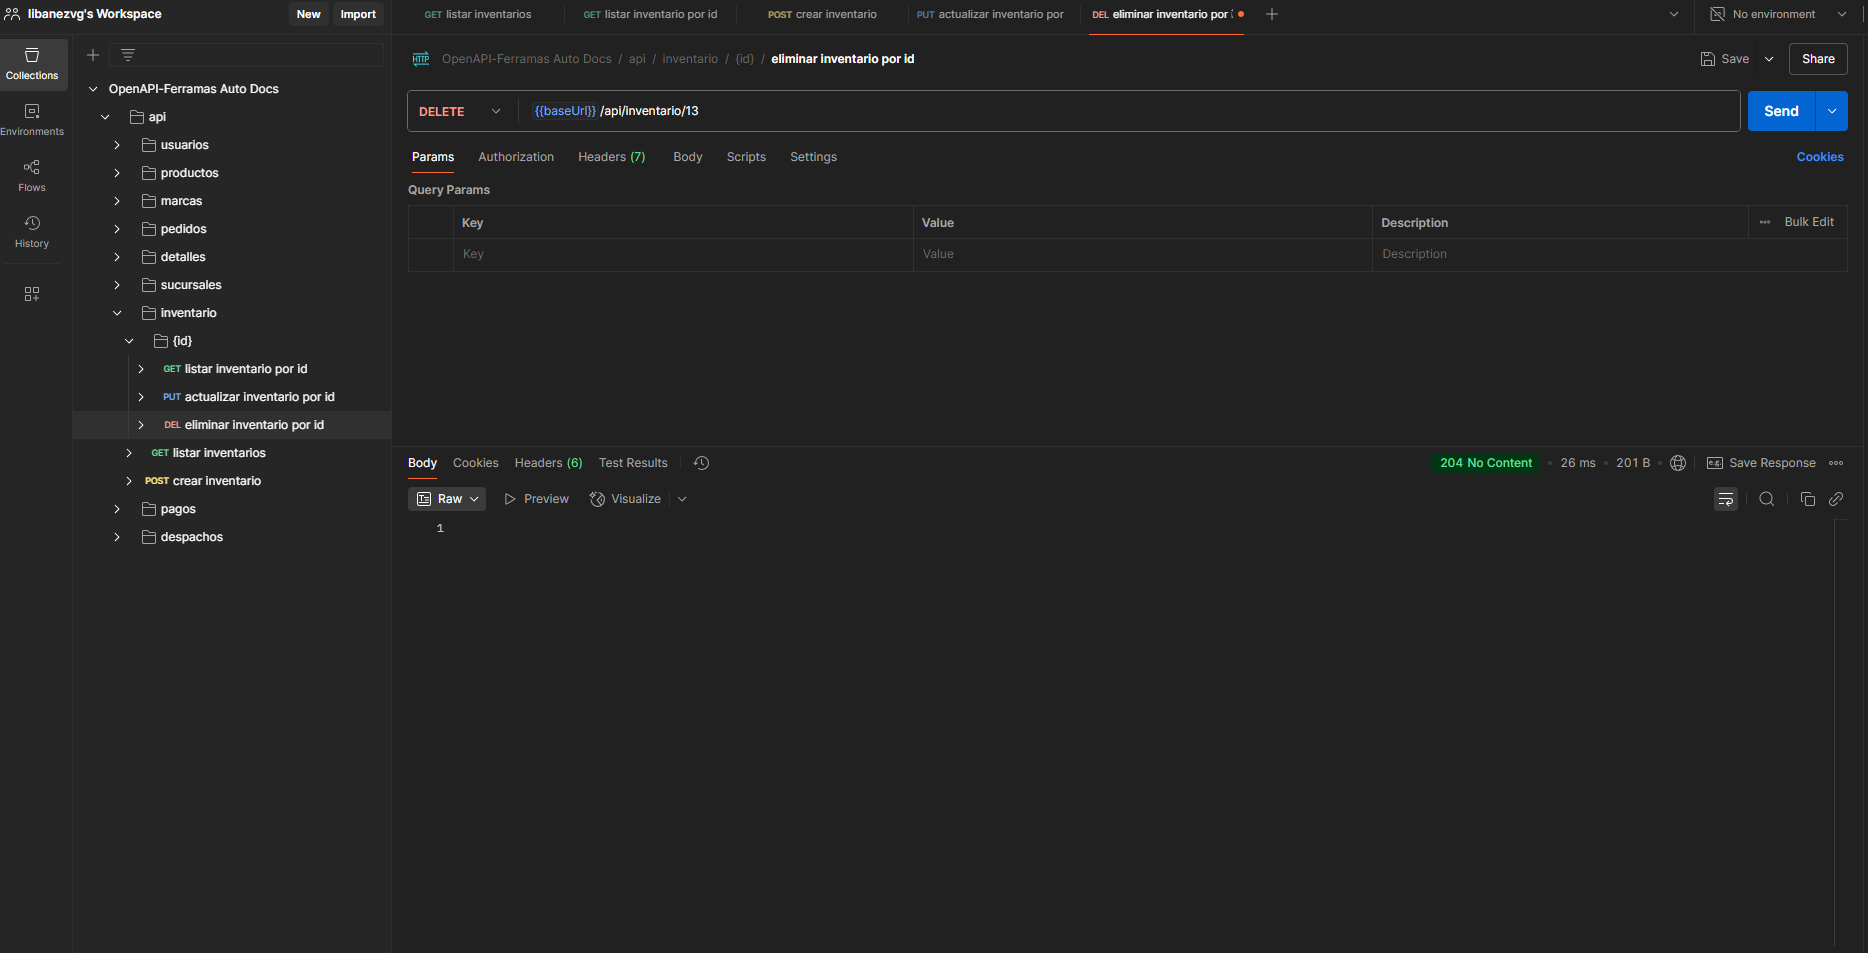 libanezvg's Workspace
New
Import
GET listar inventarios
GET listar inventario por id
POST crear inventario
PUT actualizar inventario por
DEL eliminar inventario por i
No environment
Collections
Environments
Flows
History
OpenAPI-Ferramas Auto Docs
api
usuarios
productos
marcas
pedidos
detalles
sucursales
inventario
{id}
GET listar inventario por id
PUT actualizar inventario por id
DEL eliminar inventario por id
GET listar inventarios
POST crear inventario
pagos
despachos
HTTP OpenAPI-Ferramas Auto Docs / api / inventario / {id} / eliminar inventario por id
Save
Share
DELETE
{{baseUrl}} /api/inventario/13
Send
Params
Authorization
Headers (7)
Body
Scripts
Settings
Cookies
Query Params
Key
Value
Description
Bulk Edit
Key
Value
Description
Body
Cookies
Headers (6)
Test Results
204 No Content
26 ms
201 B
e.g. Save Response
Raw
Preview
Visualize
1